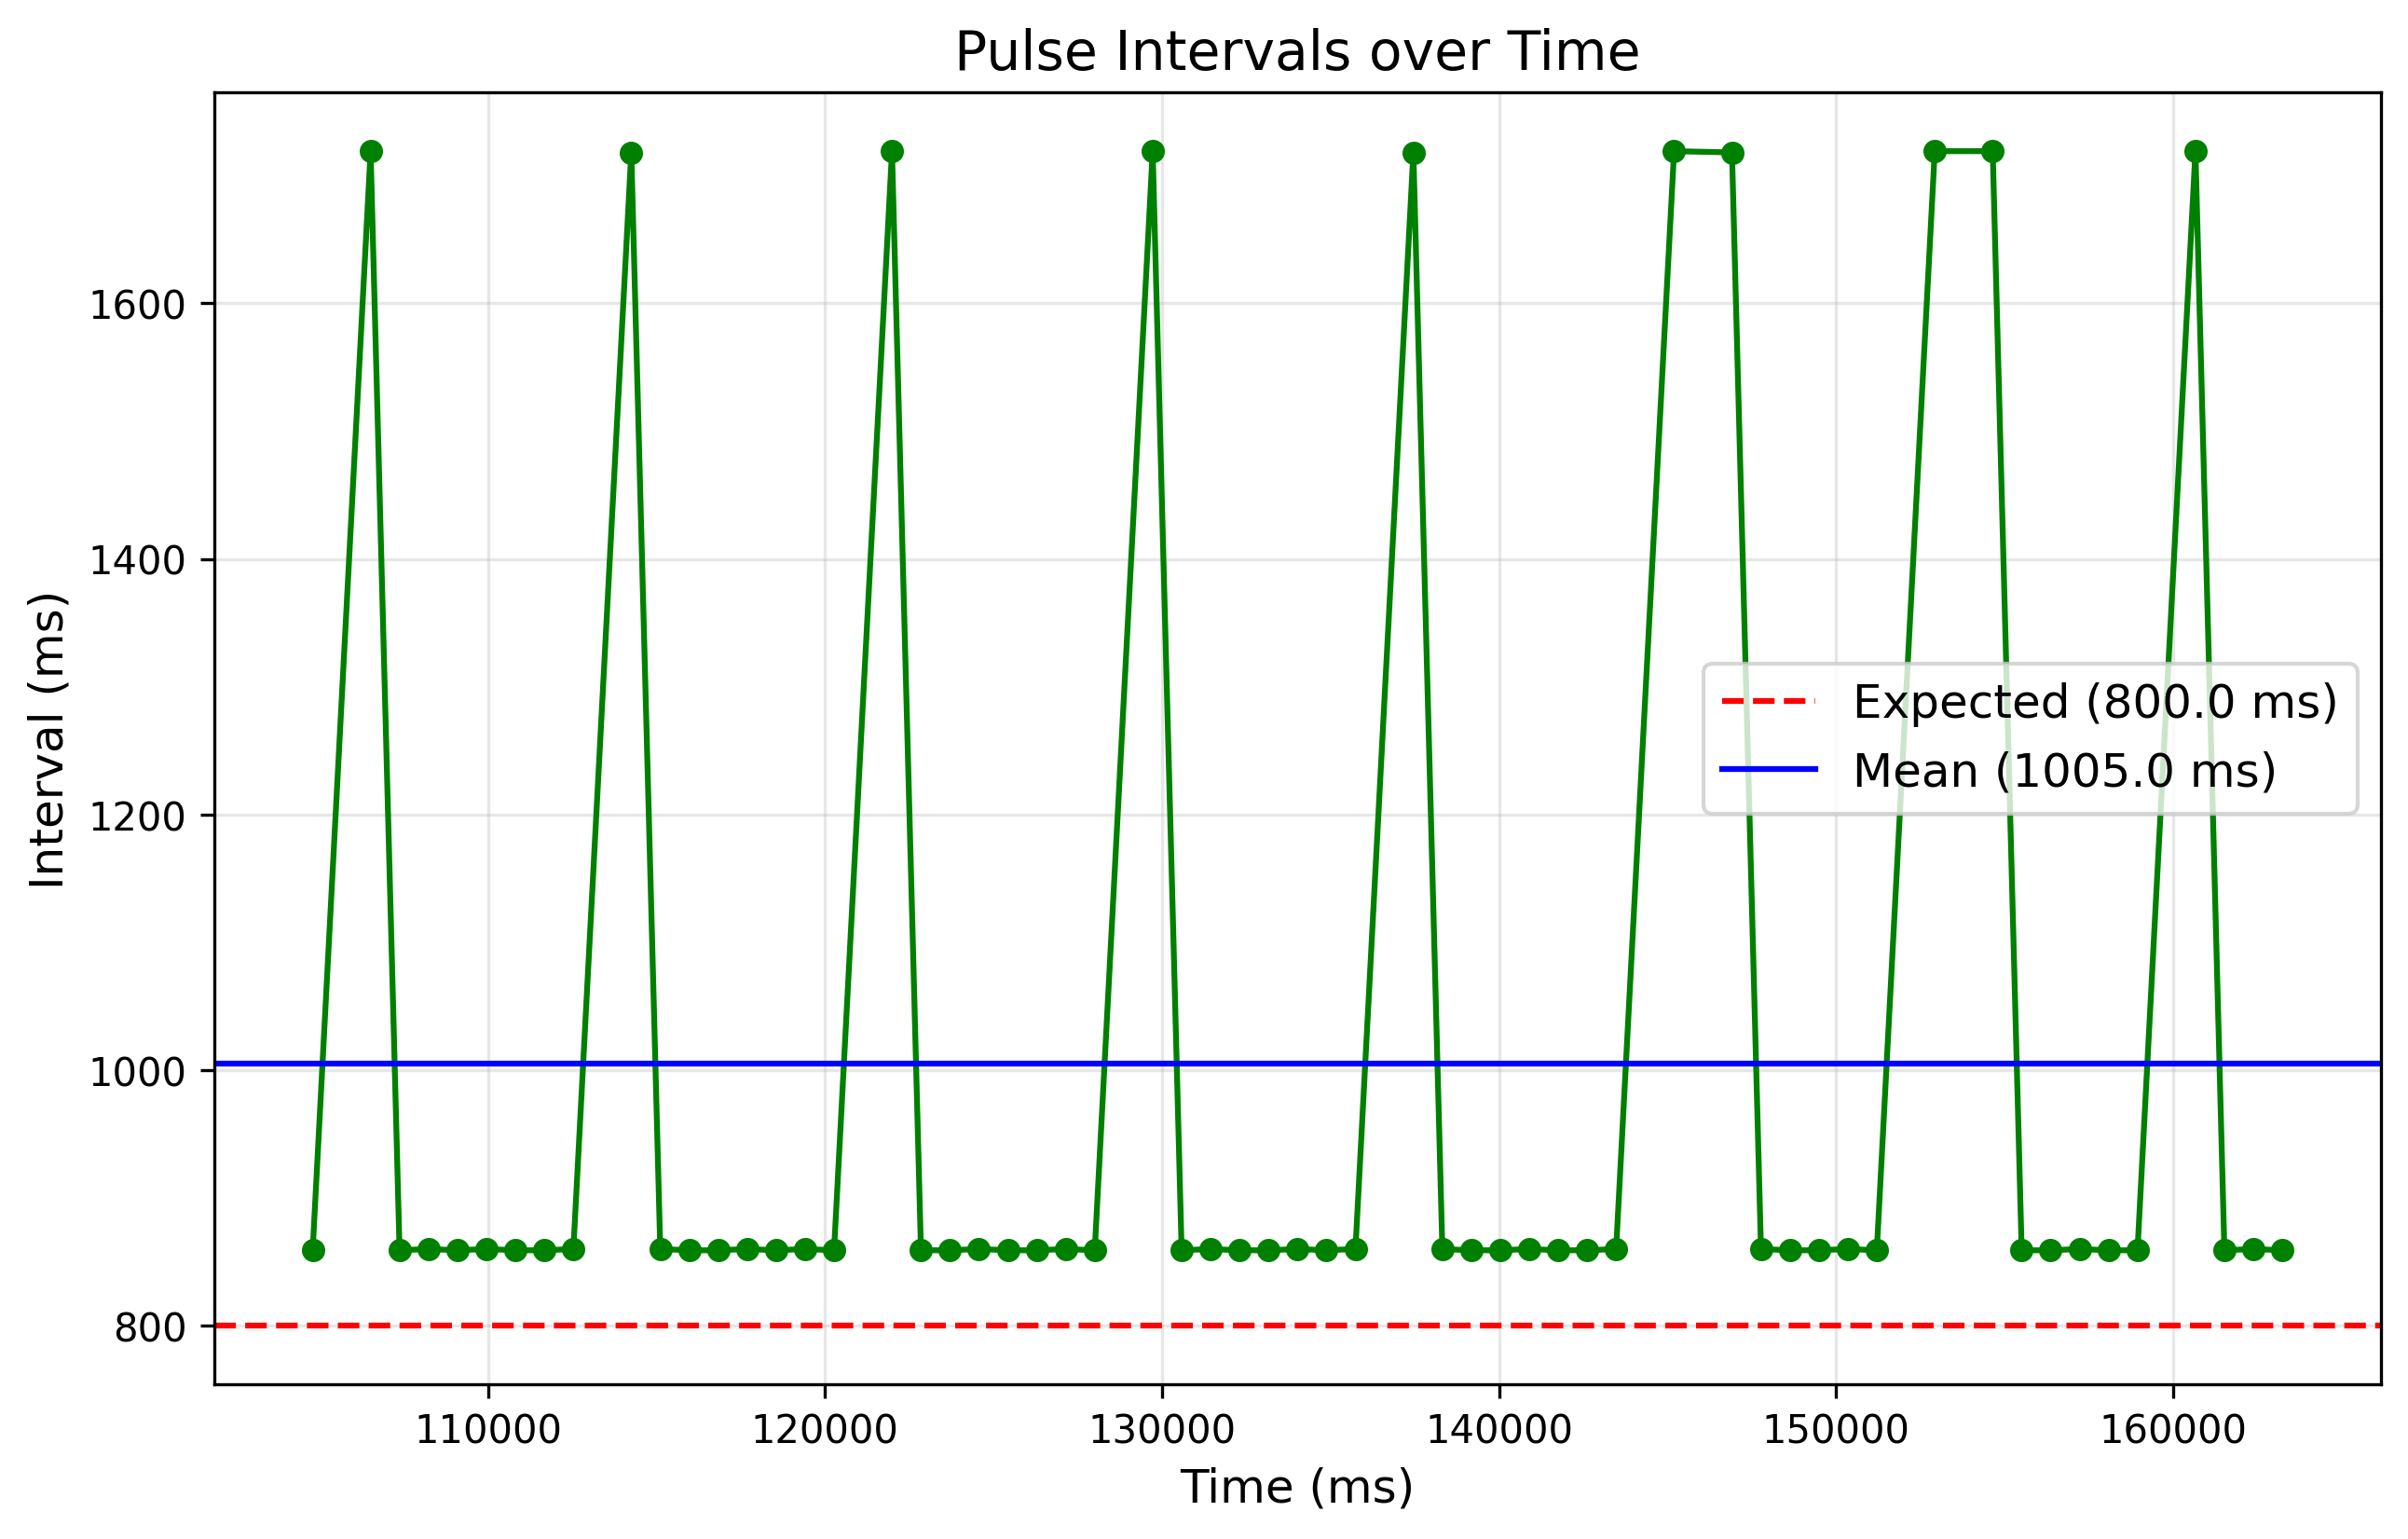 Pulse Intervals over Time
Interval (ms)
1600
1400
1200
1000
800
Expected (800.0 ms)
Mean (1005.0 ms)
110000 120000 130000 140000 150000 160000
Time (ms)